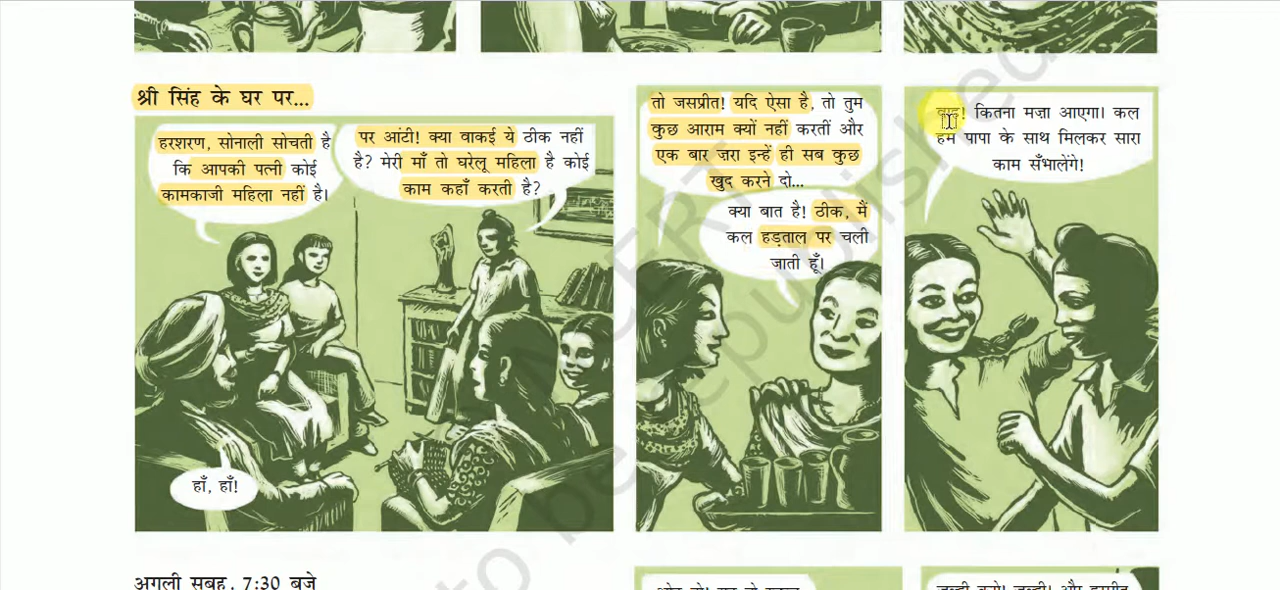 श्री सिंह के घर पर...
हरशरण, सोनाली सोचती है
कि आपकी पत्नी कोई
कामकाजी महिला नहीं है।
पर आंटी! क्या वाकई ये ठीक नहीं
है? मेरी माँ तो घरेलू महिला है कोई
काम कहाँ करती है?
हाँ, हाँ!
तो जसप्रीत! यदि ऐसा है, तो तुम
कुछ आराम क्यों नहीं करतीं और
एक बार ज़रा इन्हें ही सब कुछ
खुद करने दो...
क्या बात है! ठीक, मैं
कल हड़ताल पर चली
जाती हूँ।
वाह! कितना मज़ा आएगा। कल
हम पापा के साथ मिलकर सारा
काम सँभालेंगे!
अगली सुबह, 7:30 बजे